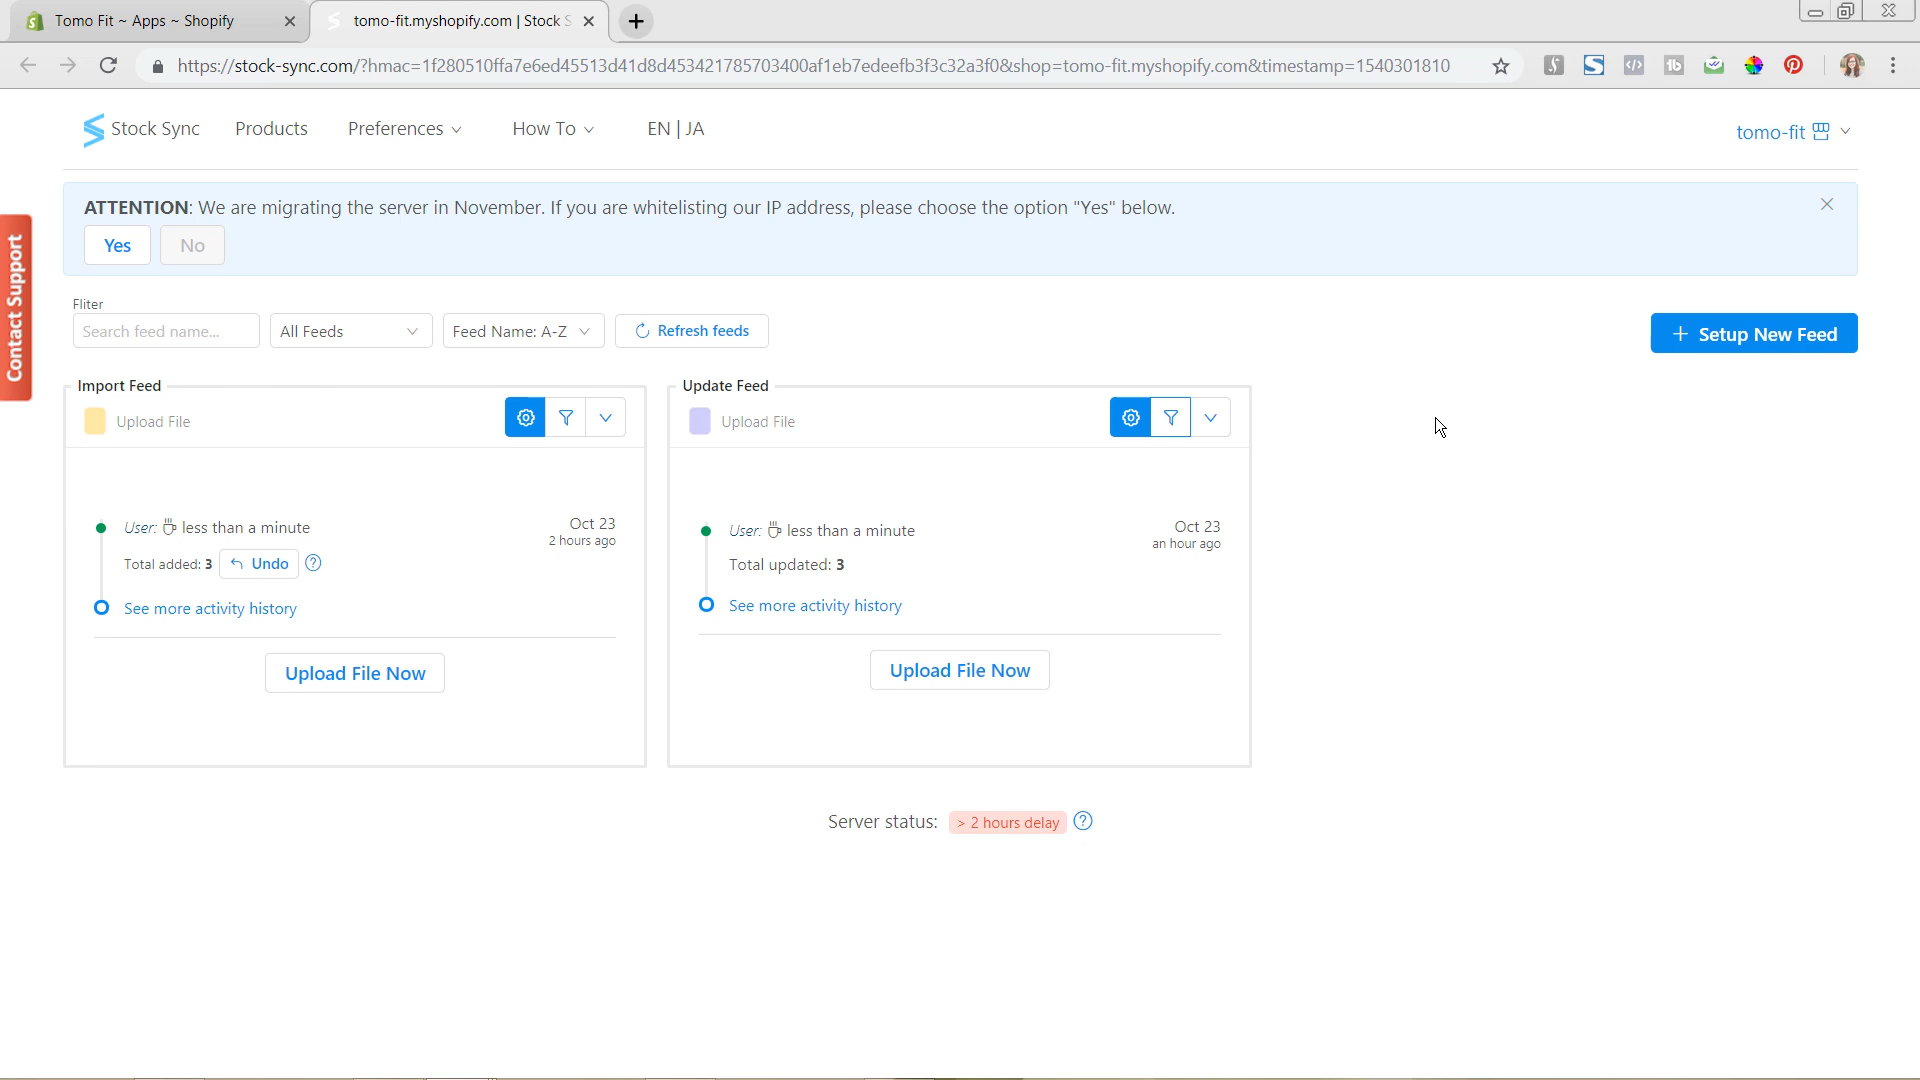 Tomo Fit ~ Apps ~ Shopify
tomo-fit.myshopify.com | Stock S
https://stock-sync.com/?hmac=1f280510ffa7e6ed45513d41d8d453421785703400af1eb7edeefb3f3c32a3f0&shop=tomo-fit.myshopify.com&timestamp=1540301810
Stock Sync Products Preferences How To EN | JA tomo-fit
ATTENTION: We are migrating the server in November. If you are whitelisting our IP address, please choose the option "Yes" below.
Yes No
Contact Support
Fliter
Search feed name... All Feeds Feed Name: A-Z Refresh feeds + Setup New Feed
Import Feed
Upload File
User: less than a minute
Oct 23
2 hours ago
Total added: 3 Undo ?
See more activity history
Upload File Now
Update Feed
Upload File
User: less than a minute
Oct 23
an hour ago
Total updated: 3
See more activity history
Upload File Now
Server status: > 2 hours delay ?